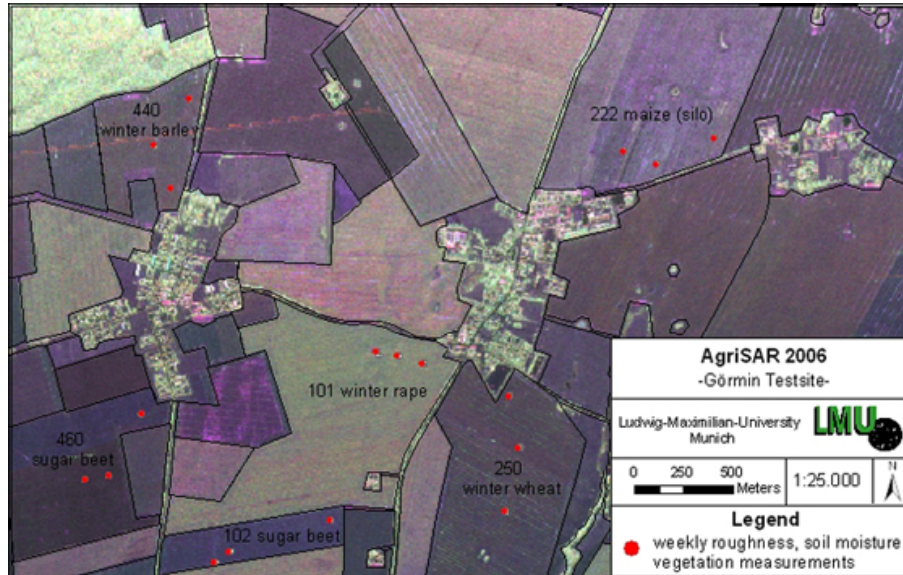 440
winter barley
222 maize (silo)
101 winter rape
460
sugar beet
250
winter wheat
102 sugar beet
AgriSAR 2006
-Görmin Testsite-
Ludwig-Maximilian-University
Munich
LMU
0 250 500
Meters
1:25.000
N
Legend
weekly roughness, soil moisture
vegetation measurements